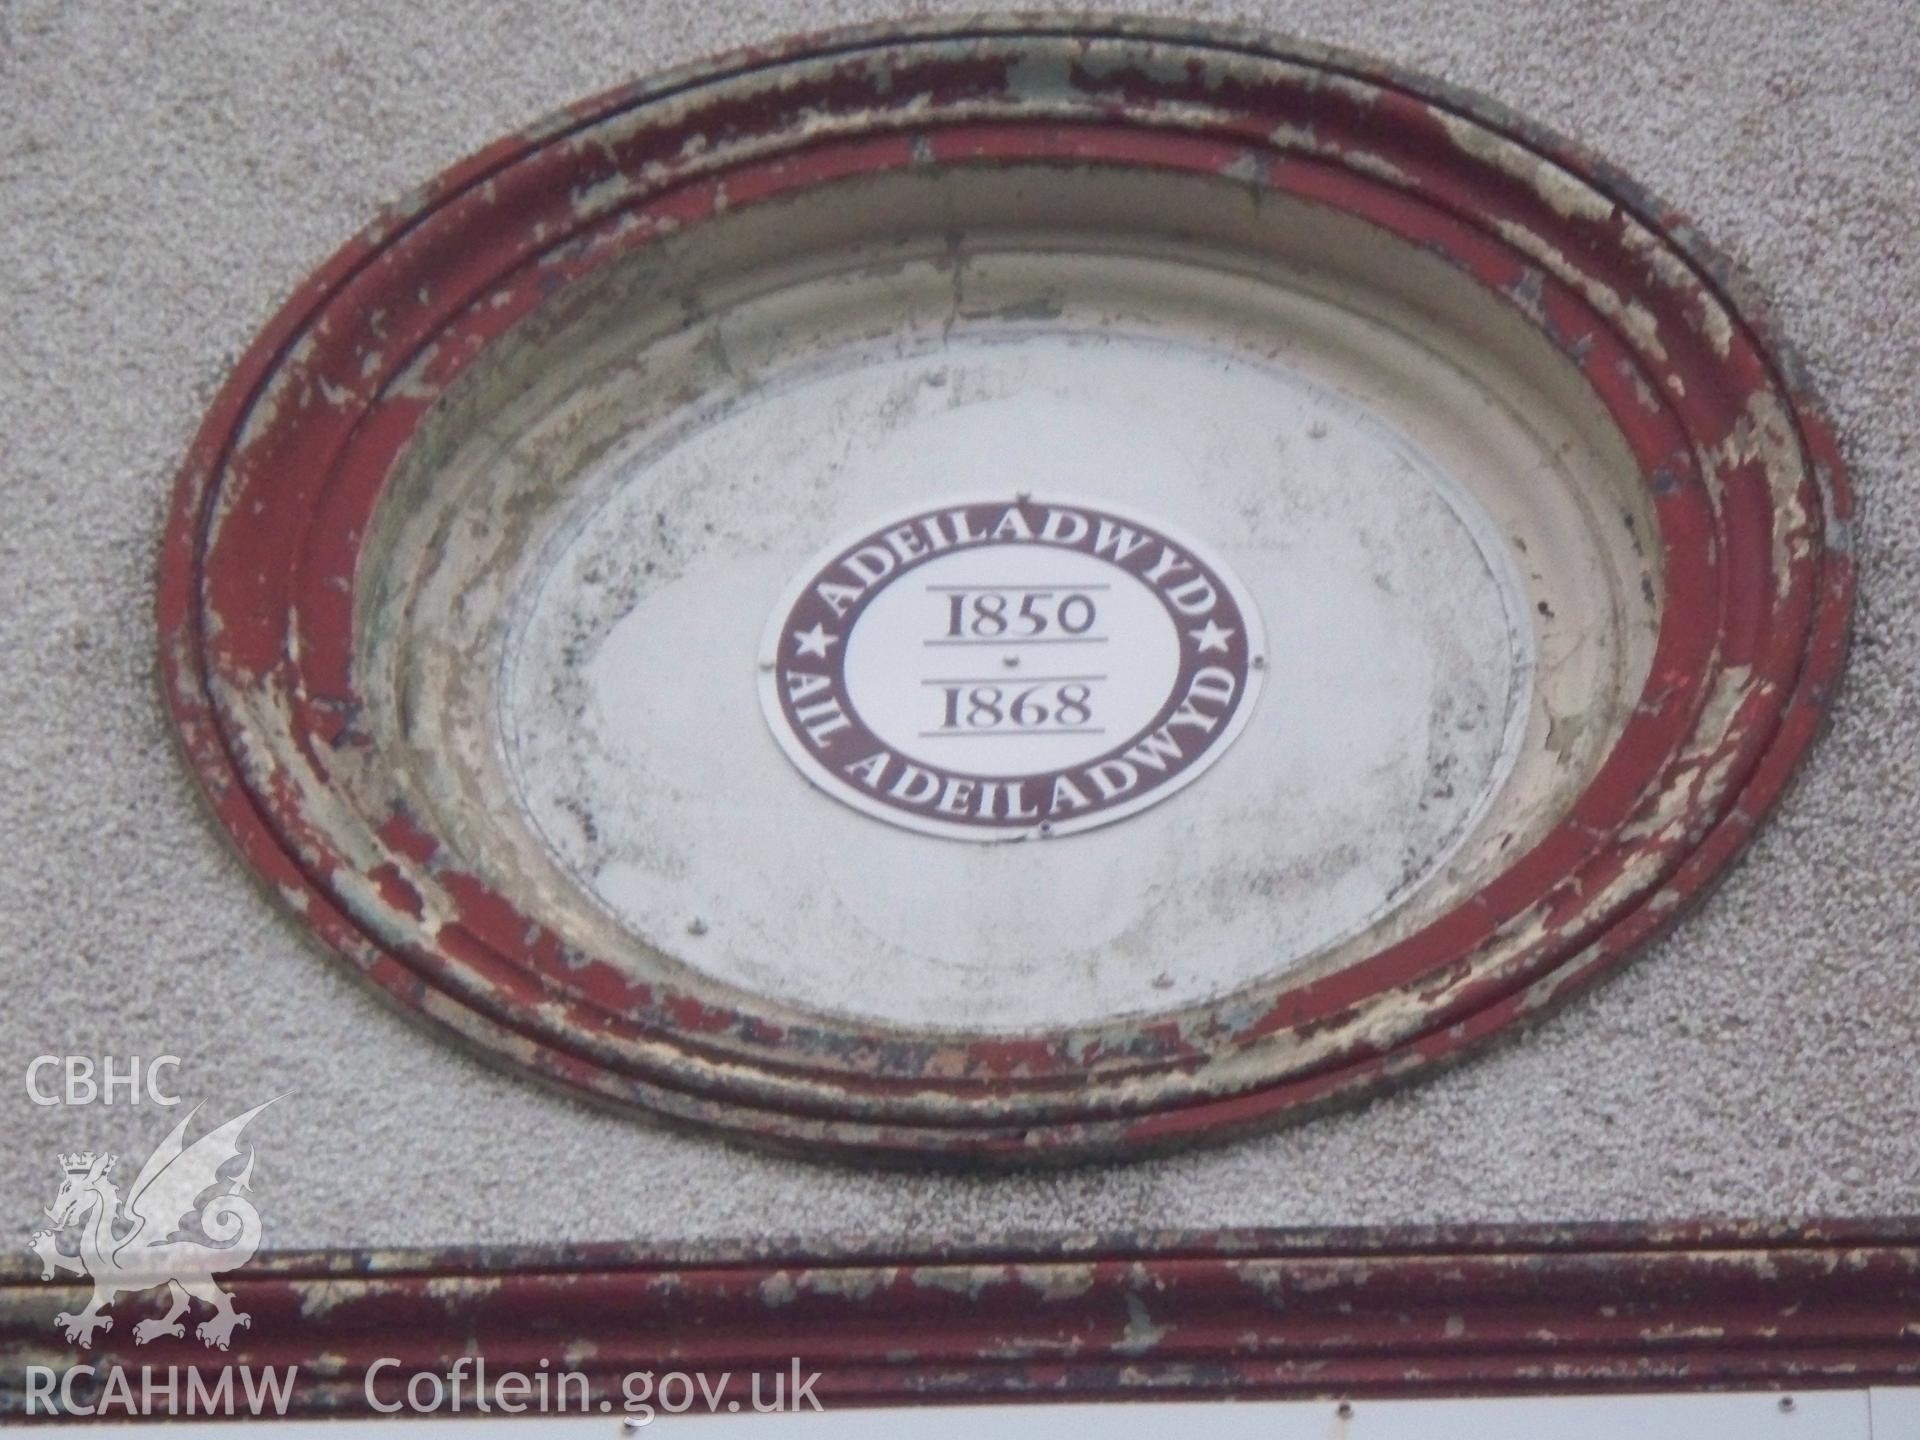 ADEILADWYD
1850
1868
AIL ADEILADWYD
CBHC
RCAHMW Coflein.gov.uk